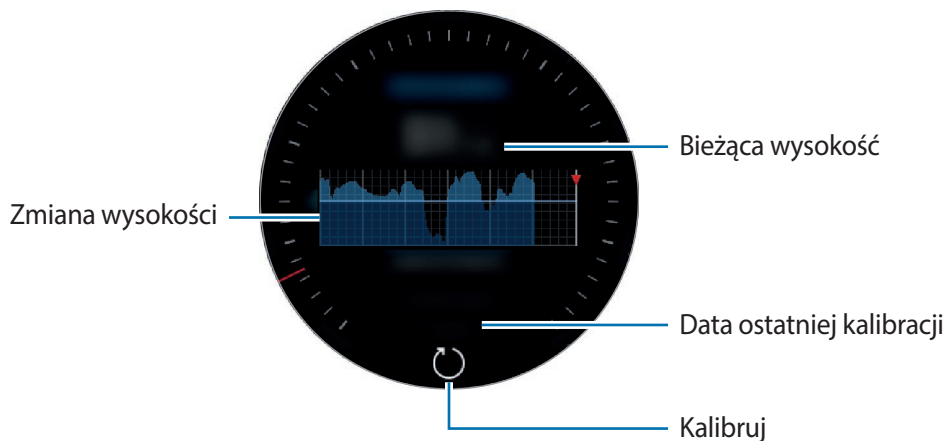 Bieżąca wysokość
Zmiana wysokości
Data ostatniej kalibracji
Kalibruj